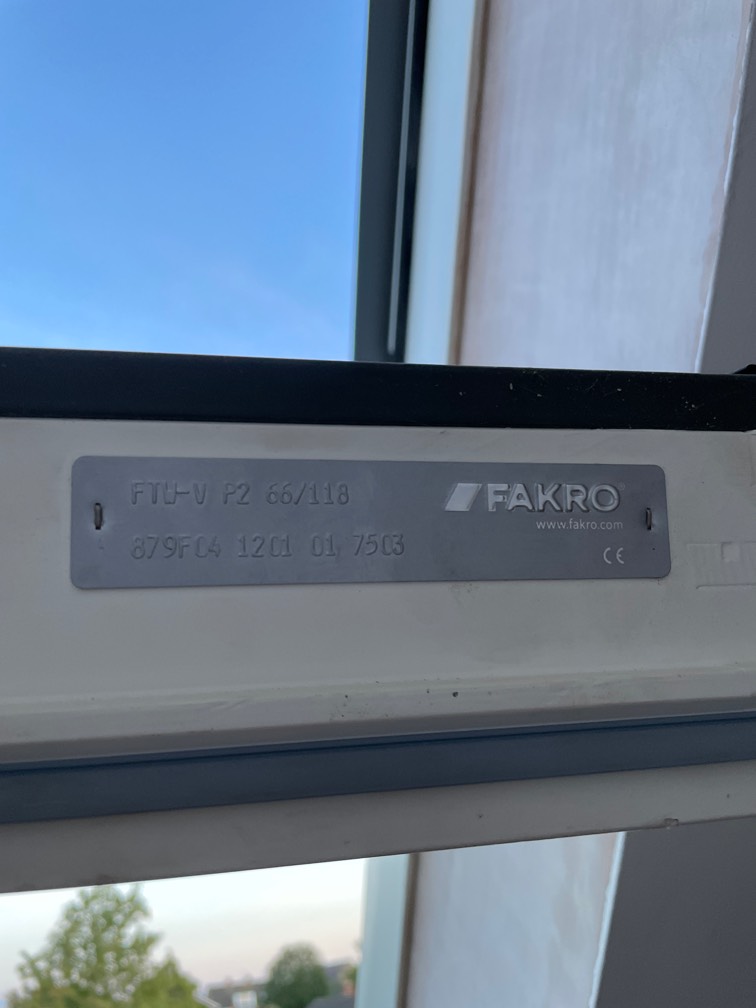 FTU-V P2 66/118
FAKRO
www.fakro.com
879F04 1201 01 7503
CE